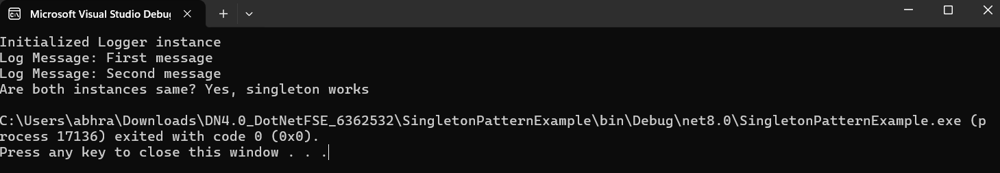 Microsoft Visual Studio Debu
Initialized Logger instance
Log Message: First message
Log Message: Second message
Are both instances same? Yes, singleton works
C:\Users\abhra\Downloads\DN4.0_DotNetFSE_6362532\SingletonPatternExample\bin\Debug\net8.0\SingletonPatternExample.exe (p
rocess 17136) exited with code 0 (0x0).
Press any key to close this window . . .